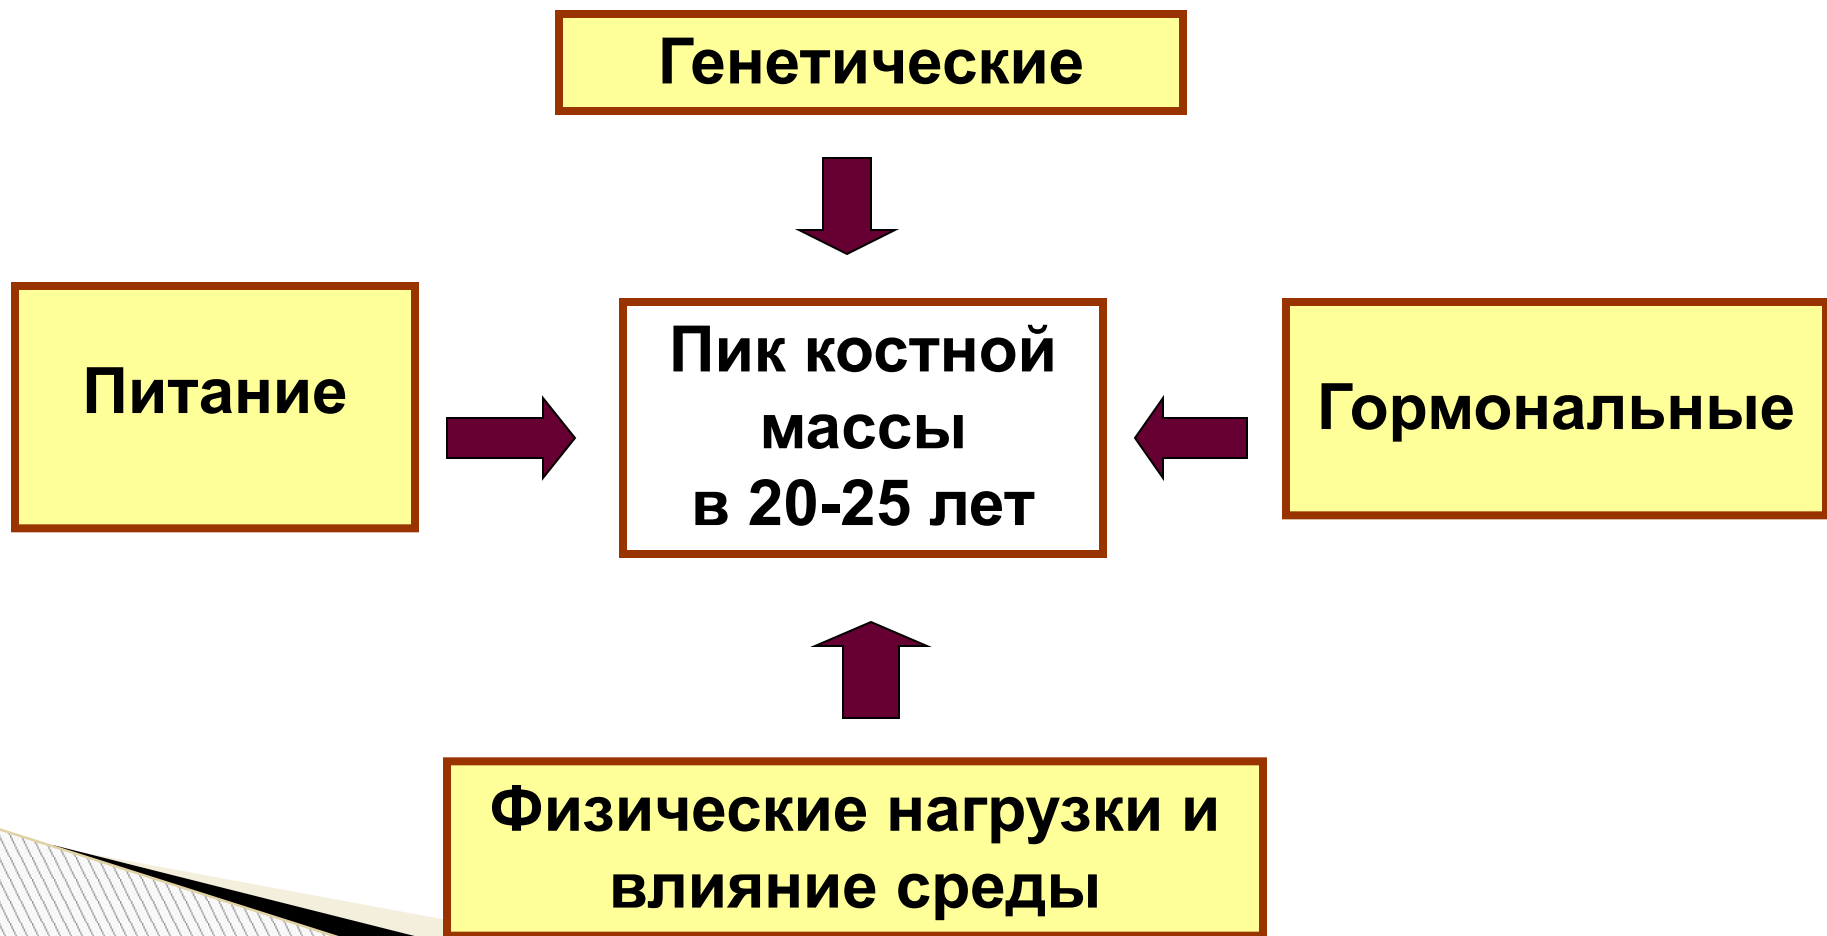 Генетические
Питание
Пик костной
массы
в 20-25 лет
Гормональные
Физические нагрузки и
влияние среды